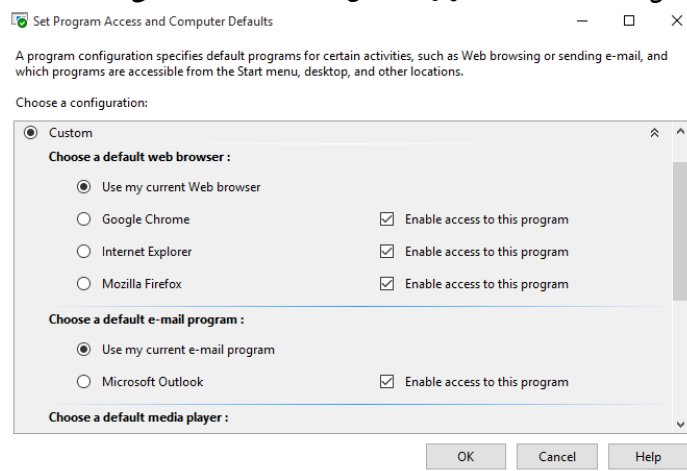 Set Program Access and Computer Defaults
A program configuration specifies default programs for certain activities, such as Web browsing or sending e-mail, and
which programs are accessible from the Start menu, desktop, and other locations.
Choose a configuration:
Custom
Choose a default web browser :
Use my current Web browser
Google Chrome Enable access to this program
Internet Explorer Enable access to this program
Mozilla Firefox Enable access to this program
Choose a default e-mail program :
Use my current e-mail program
Microsoft Outlook Enable access to this program
Choose a default media player :
OK Cancel Help